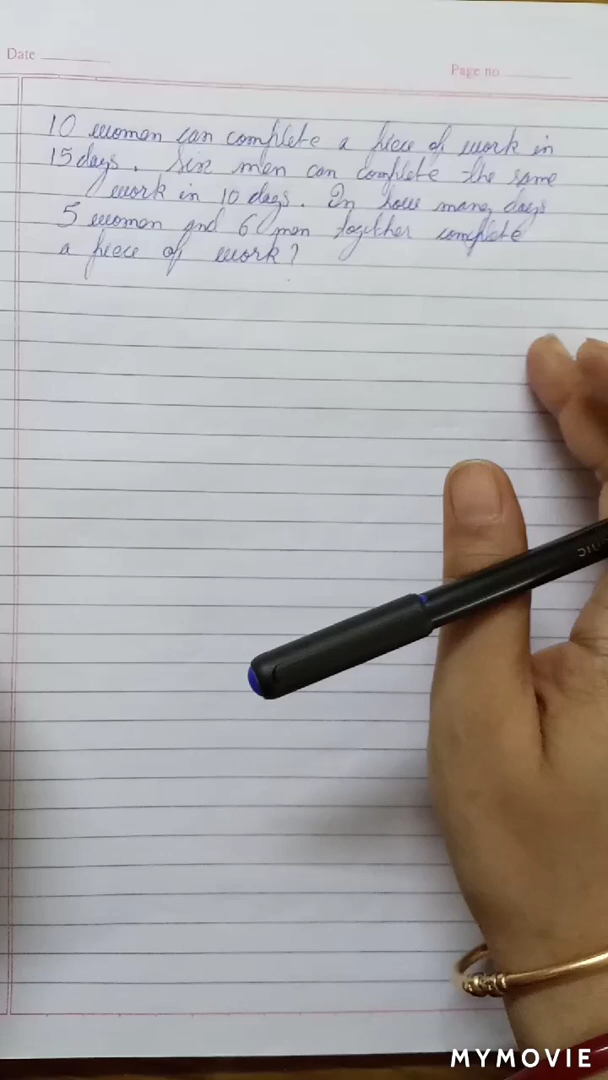 Date
Page no.
10 women can complete a piece of work in
15 days. Six men can complete the same
work in 10 days. In how many days
5 women and 6 men together complete
a piece of work?
MYMOVIE